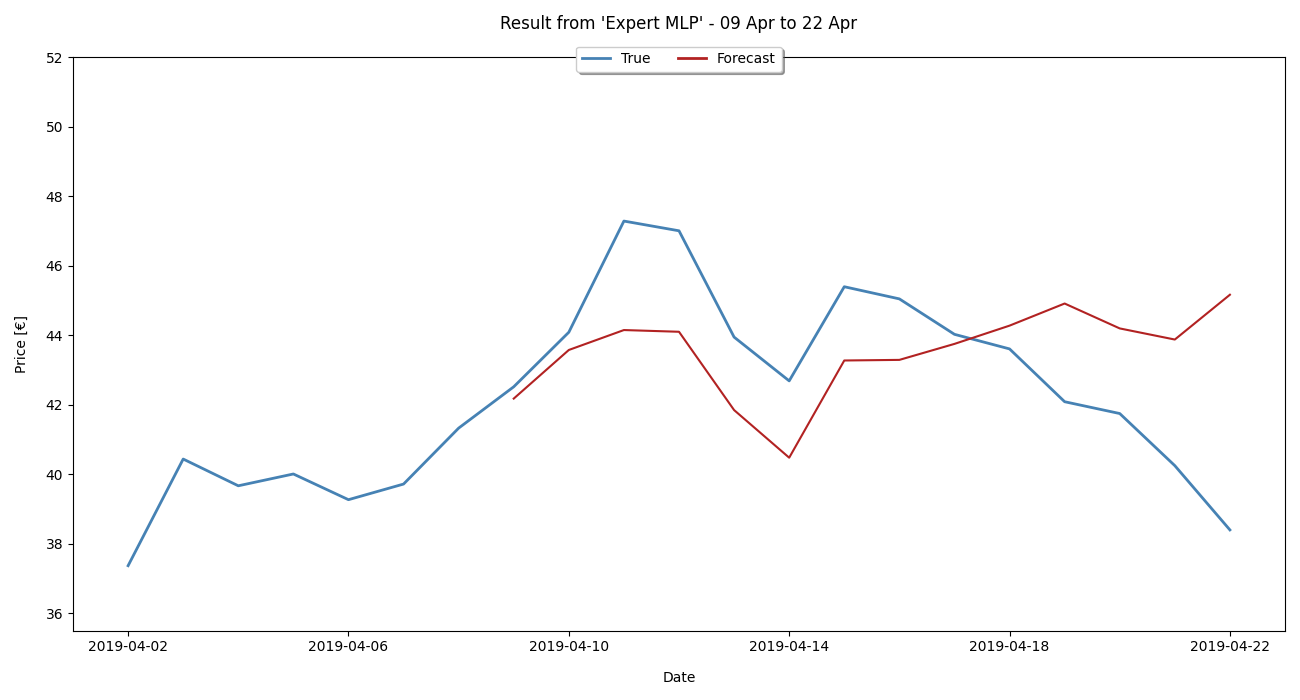 Result from 'Expert MLP' - 09 Apr to 22 Apr
True Forecast
52
50
48
46
44
42
40
38
36
Price [€]
2019-04-02 2019-04-06 2019-04-10 2019-04-14 2019-04-18 2019-04-22
Date